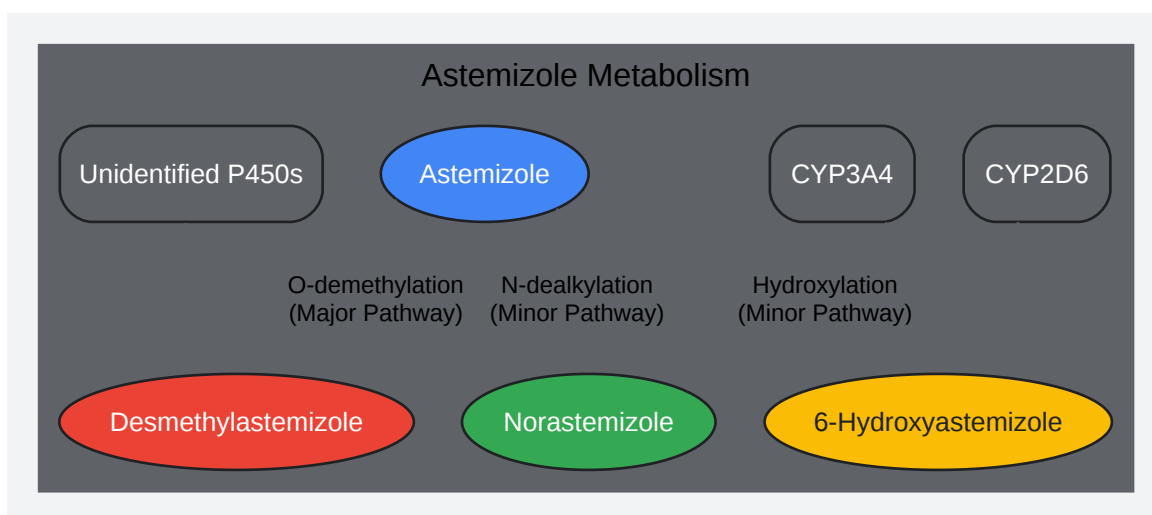 Astemizole Metabolism
Unidentified P450s
Astemizole
CYP3A4
CYP2D6
O-demethylation
(Major Pathway)
N-dealkylation
(Minor Pathway)
Hydroxylation
(Minor Pathway)
Desmethylastemizole
Norastemizole
6-Hydroxyastemizole